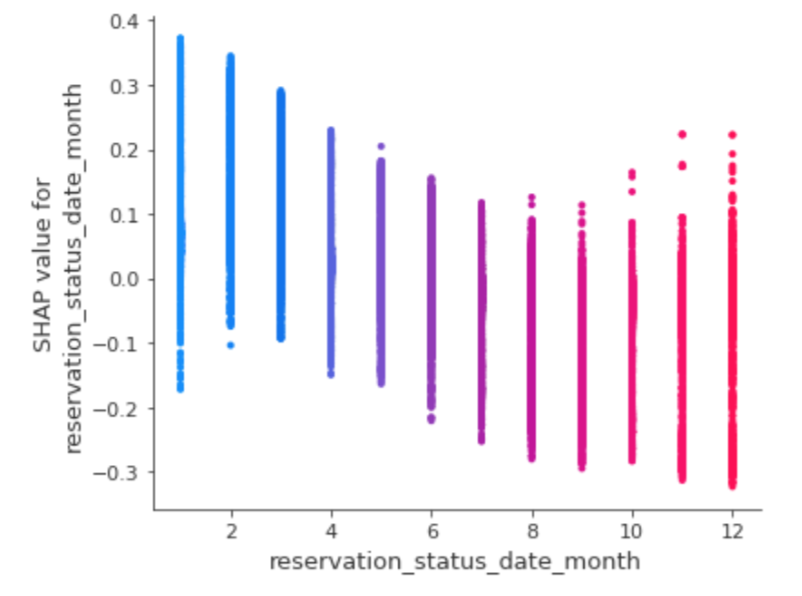 0.4
0.3
0.2
0.1
0.0
−0.1
−0.2
−0.3
SHAP value for
reservation_status_date_month
2 4 6 8 10 12
reservation_status_date_month